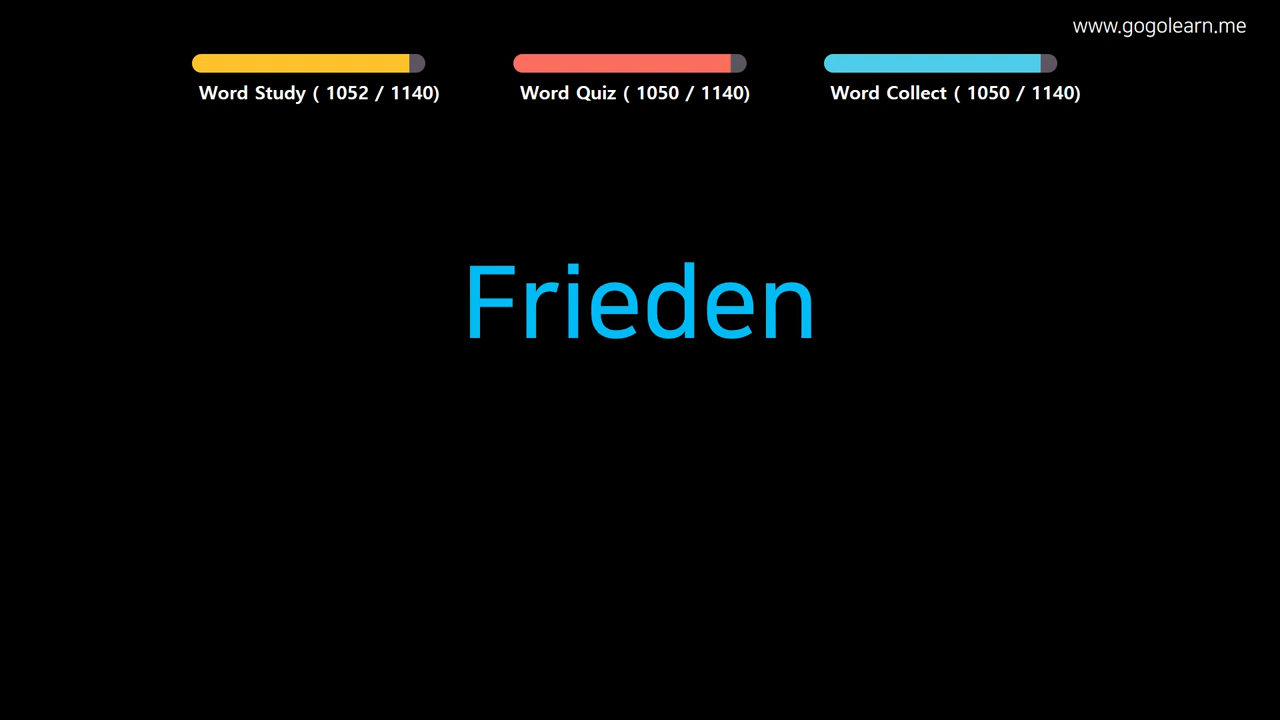 www.gogolearn.me
Word Study ( 1052 / 1140)
Word Quiz ( 1050 / 1140)
Word Collect ( 1050 / 1140)
Frieden